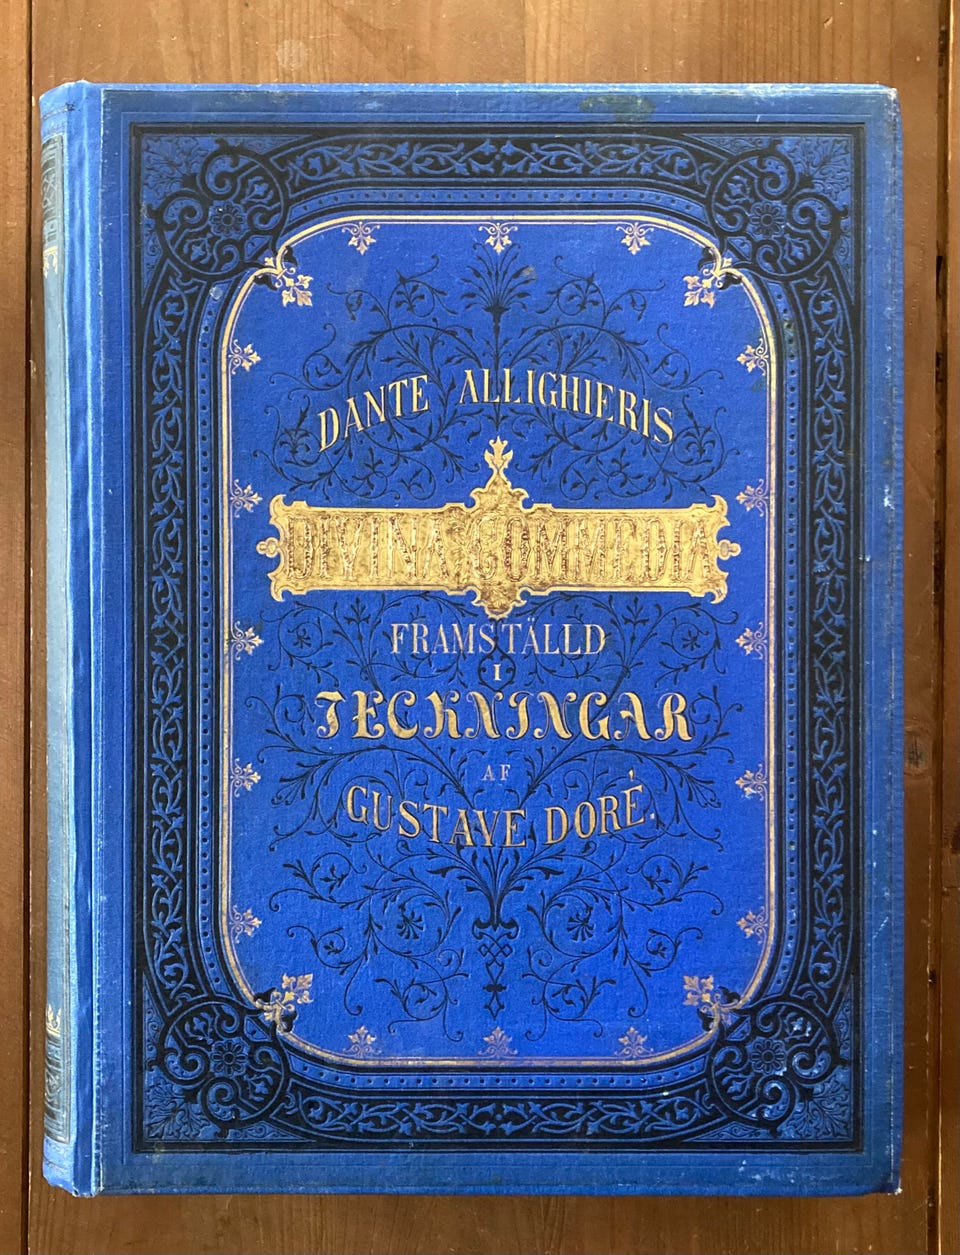 DANTE ALLIGHIERIS
DIVINA COMMEDIA
FRAMSTÄLLD
I
TECKNINGAR
AF
GUSTAVE DORÉ.